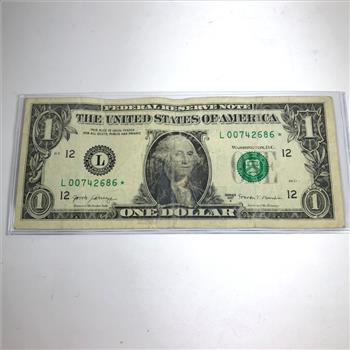 FEDERAL RESERVE NOTE
THE UNITED STATES OF AMERICA
THIS NOTE IS LEGAL TENDER
FOR ALL DEBTS, PUBLIC AND PRIVATE
L 00742686 *
WASHINGTON, D.C.
1
1
12
12
L
L 00742686 *
12
12
SERIES
1
1
ONE DOLLAR